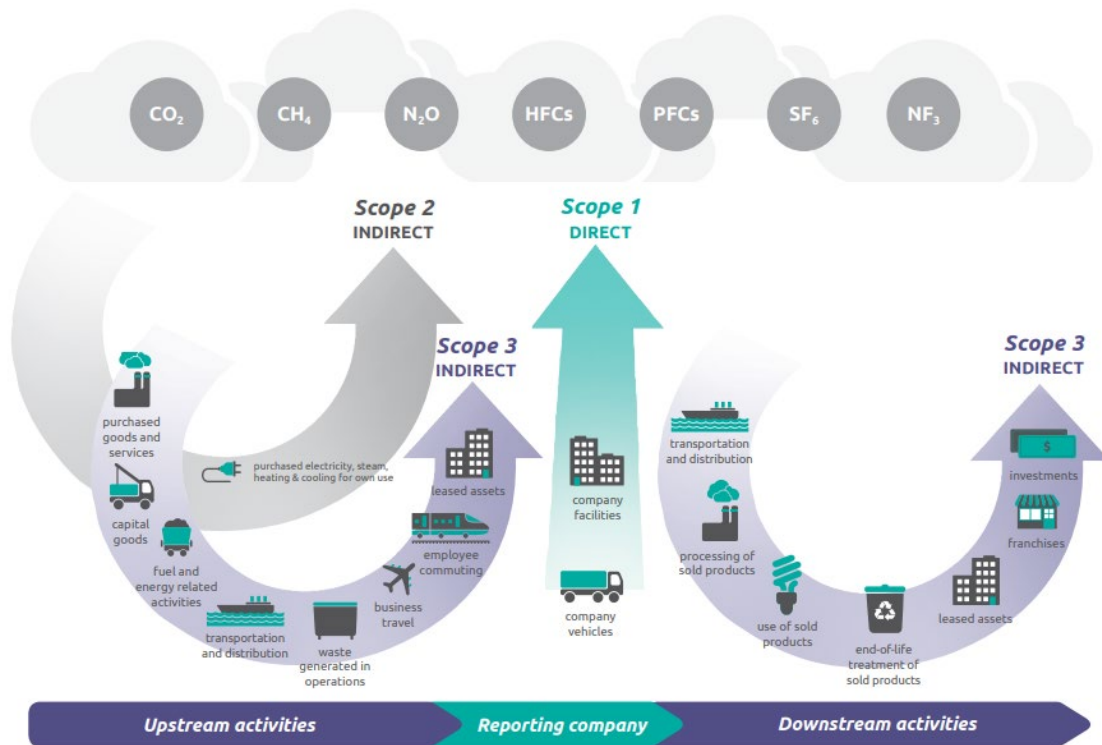 CO₂
CH₄
N₂O
HFCs
PFCs
SF₆
NF₃
Scope 2
INDIRECT
Scope 1
DIRECT
Scope 3
INDIRECT
Scope 3
INDIRECT
purchased
goods and
services
capital
goods
fuel and
energy related
activities
purchased electricity, steam,
heating & cooling for own use
transportation
and distribution
waste
generated in
operations
business
travel
employee
commuting
leased assets
company
facilities
company
vehicles
transportation
and distribution
processing of
sold products
use of sold
products
end-of-life
treatment of
sold products
leased assets
franchises
$
investments
Upstream activities
Reporting company
Downstream activities